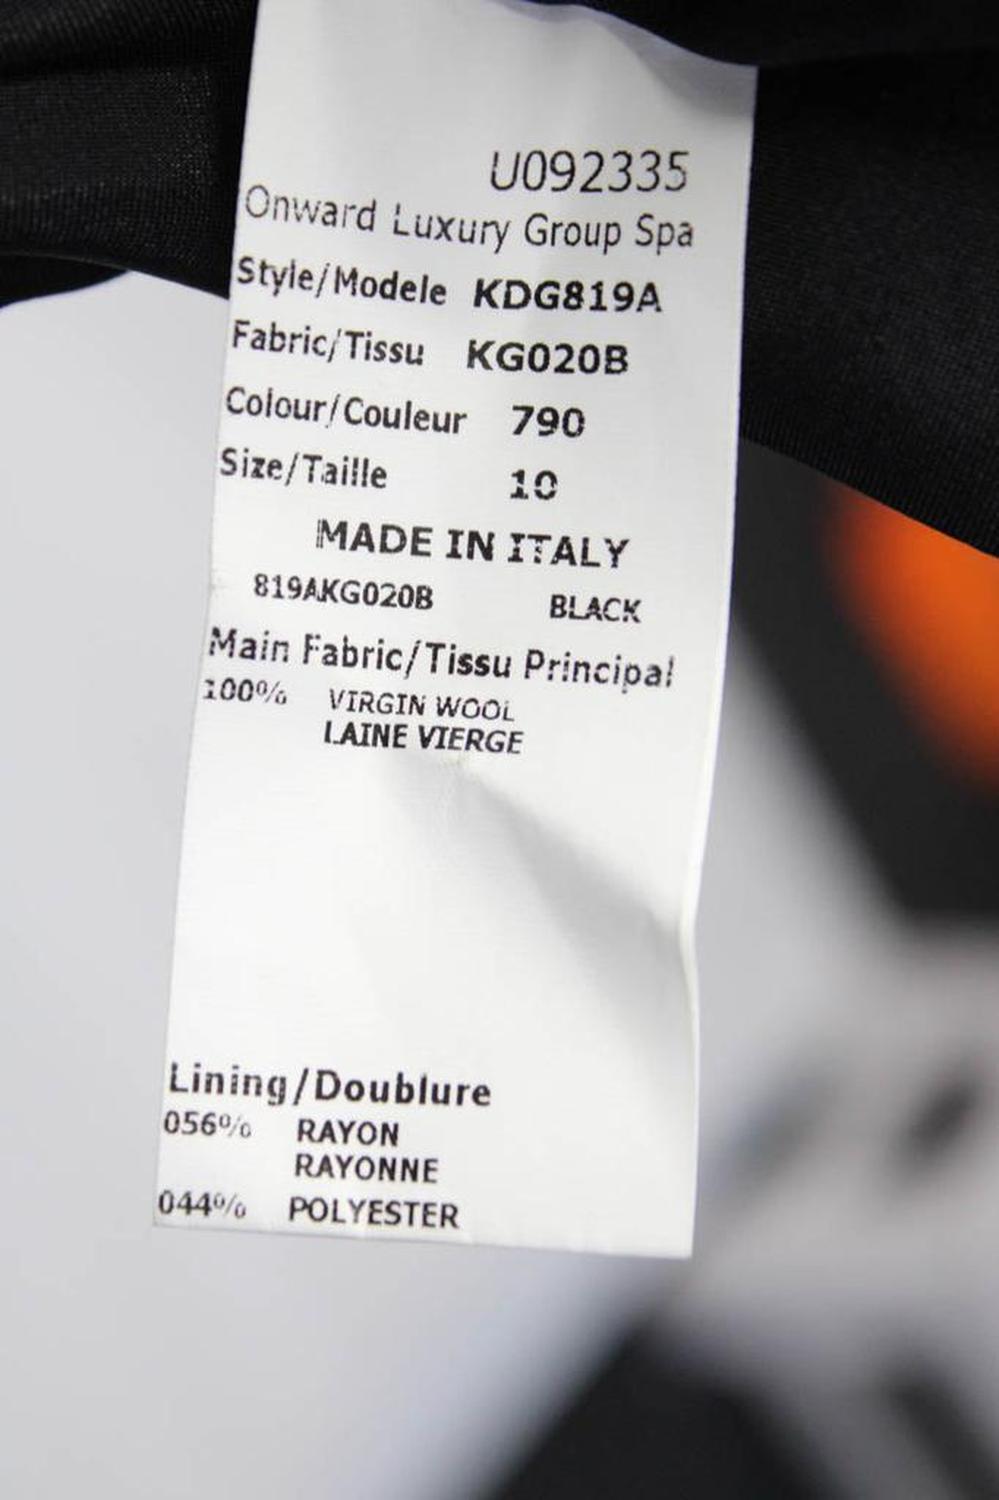 U092335
Onward Luxury Group Spa
Style/Modele KDG819A
Fabric/Tissu KG020B
Colour/Couleur 790
Size/Taille 10
MADE IN ITALY
819AKG020B BLACK
Main Fabric/Tissu Principal
100% VIRGIN WOOL
LAINE VIERGE
Lining/Doublure
056% RAYON
RAYONNE
044% POLYESTER